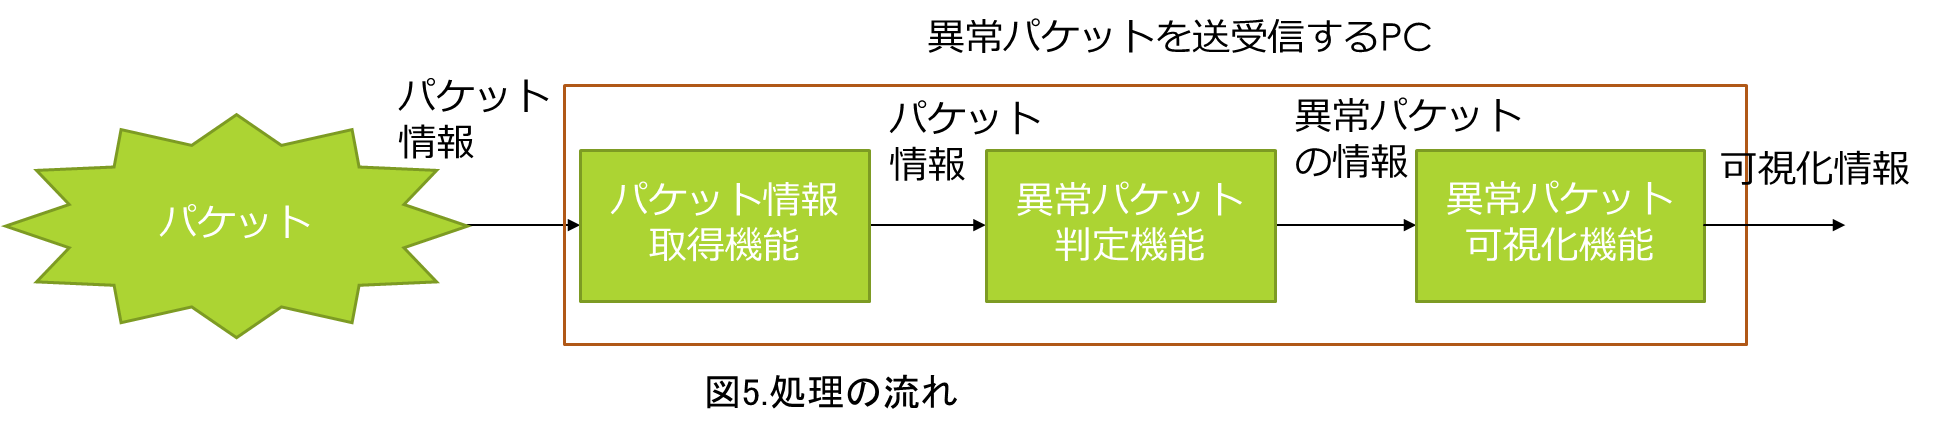 異常パケットを送受信するPC
パケット
情報
パケット
情報
異常パケット
の情報
可視化情報
パケット
パケット情報
取得機能
異常パケット
判定機能
異常パケット
可視化機能
図5.処理の流れ